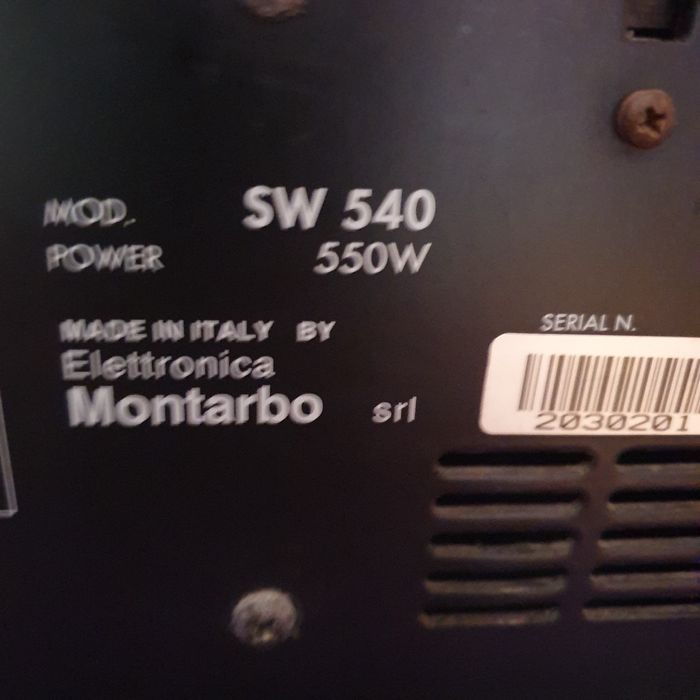 MOD. SW 540
POWER 550W
MADE IN ITALY BY
Elettronica
Montarbo srl
SERIAL N.
2030201